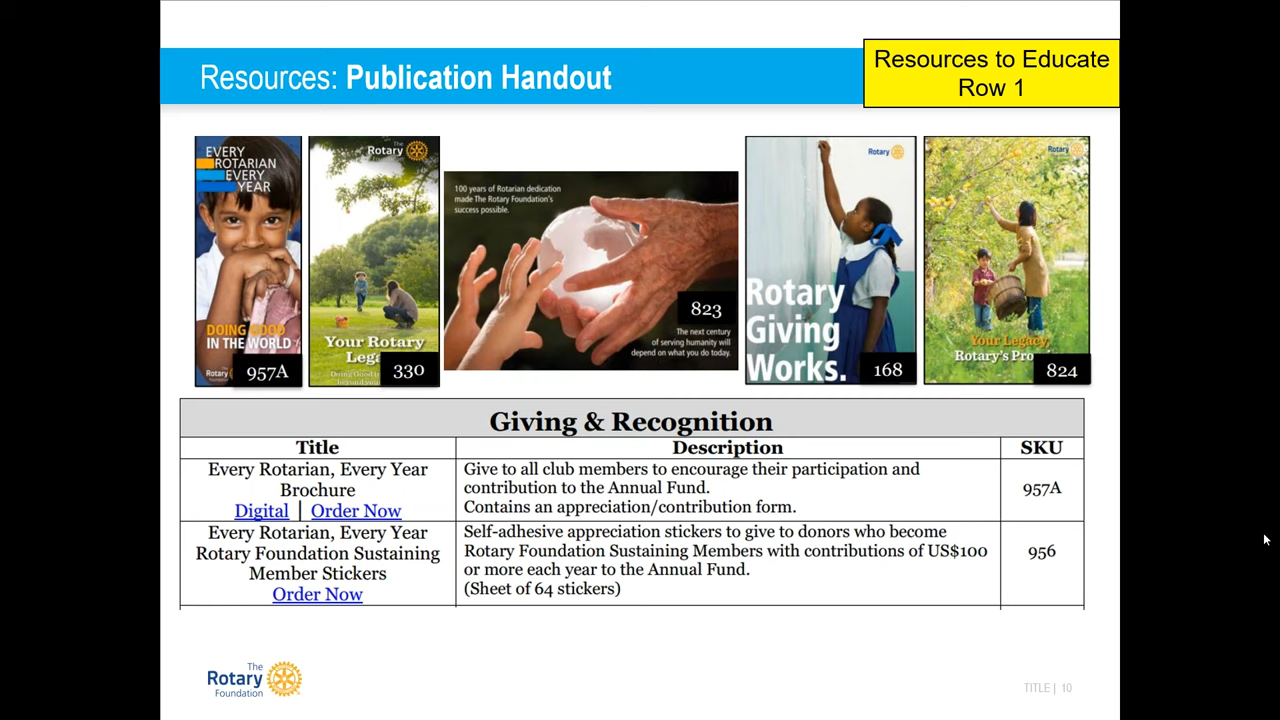 Resources: Publication Handout
Resources to Educate
Row 1
EVERY
ROTARIAN
EVERY
YEAR
DOING GOOD
IN THE WORLD
Rotary
957A
The
Rotary
Foundation
Your Rotary
330
100 years of Rotarian dedication
made The Rotary Foundation's
success possible.
823
The next century
of serving humanity will
depend on what you do today.
Rotary
Rotary
Giving
Works.
168
Rotary
Your Legacy,
Rotary's
824
Giving & Recognition
Title Description SKU
Every Rotarian, Every Year
Brochure
Digital | Order Now
Give to all club members to encourage their participation and
contribution to the Annual Fund.
Contains an appreciation/contribution form.
957A
Every Rotarian, Every Year
Rotary Foundation Sustaining
Member Stickers
Order Now
Self-adhesive appreciation stickers to give to donors who become
Rotary Foundation Sustaining Members with contributions of US$100
or more each year to the Annual Fund.
(Sheet of 64 stickers)
956
The
Rotary
Foundation
TITLE | 10